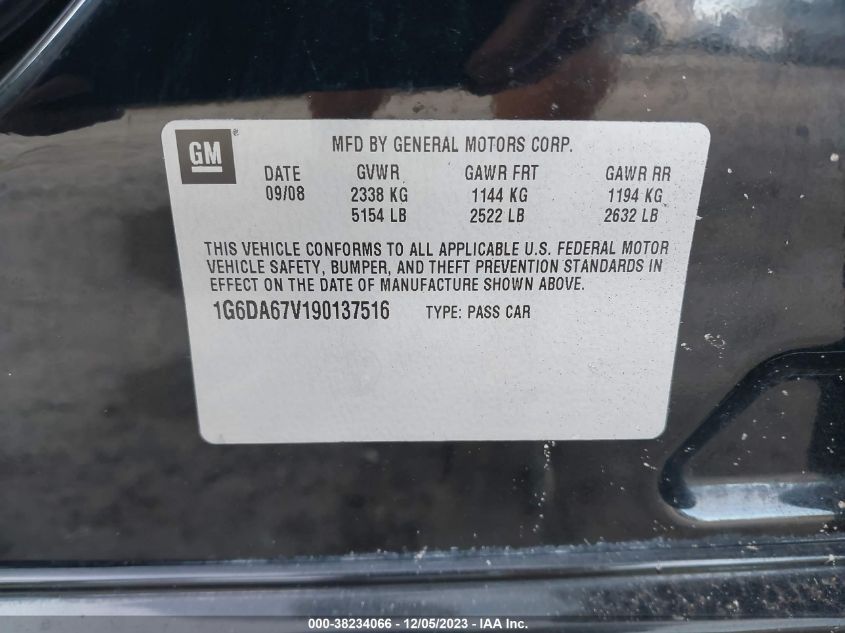 GM ®
MFD BY GENERAL MOTORS CORP.
DATE GVWR GAWR FRT GAWR RR
09/08 2338 KG 1144 KG 1194 KG
5154 LB 2522 LB 2632 LB
THIS VEHICLE CONFORMS TO ALL APPLICABLE U.S. FEDERAL MOTOR
VEHICLE SAFETY, BUMPER, AND THEFT PREVENTION STANDARDS IN
EFFECT ON THE DATE OF MANUFACTURE SHOWN ABOVE.
1G6DA67V190137516 TYPE: PASS CAR
000-38234066 - 12/05/2023 - IAA Inc.